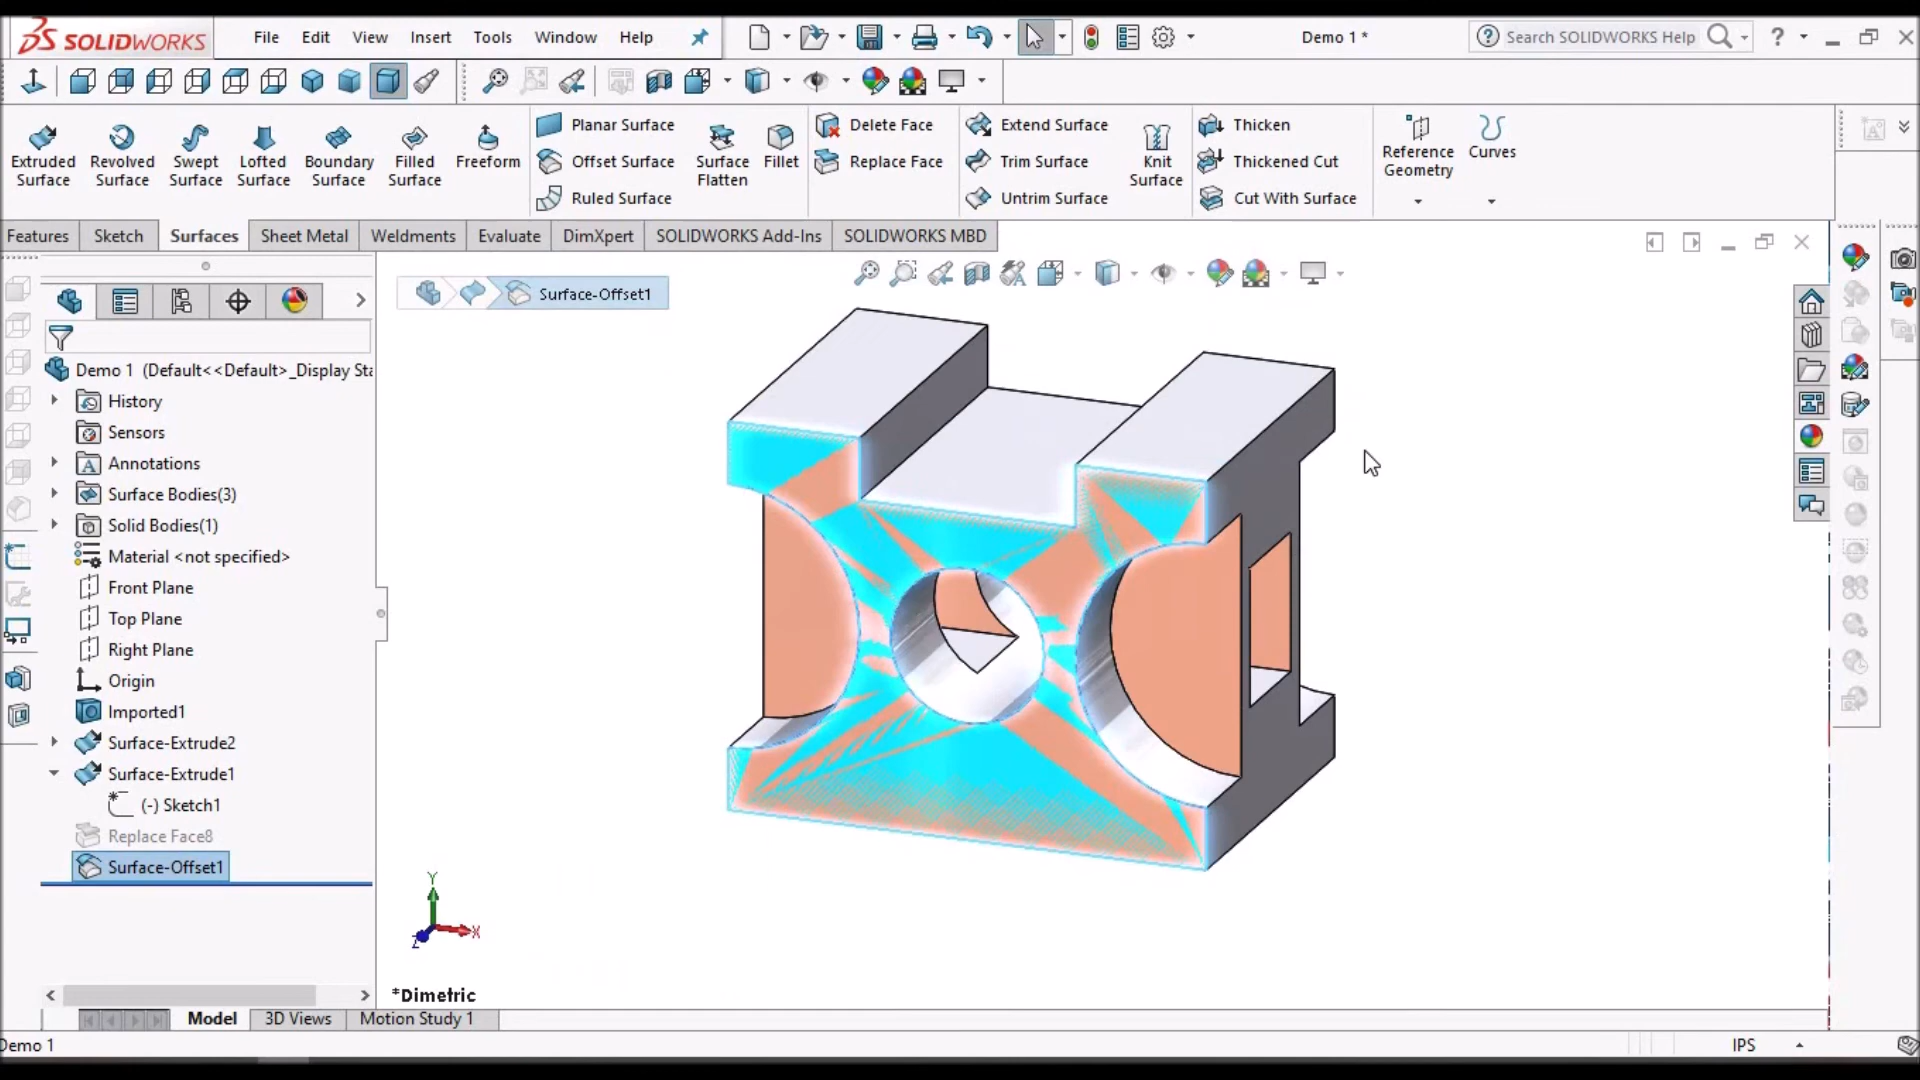 SOLIDWORKS File Edit View Insert Tools Window Help Demo 1 * Search SOLIDWORKS Help ?
Planar Surface Delete Face Extend Surface Thicken
Extruded Surface Revolved Surface Swept Surface Lofted Surface Boundary Surface Filled Surface Freeform Offset Surface Surface Flatten Fillet Replace Face Trim Surface Knit Surface Thickened Cut Reference Geometry Curves
Ruled Surface Untrim Surface Cut With Surface
Features Sketch Surfaces Sheet Metal Weldments Evaluate DimXpert SOLIDWORKS Add-Ins SOLIDWORKS MBD
Surface-Offset1
Demo 1 (Default<<Default>_Display Sta
History
Sensors
Annotations
Surface Bodies(3)
Solid Bodies(1)
Material <not specified>
Front Plane
Top Plane
Right Plane
Origin
Imported1
Surface-Extrude2
Surface-Extrude1
(-) Sketch1
Replace Face8
Surface-Offset1
Y
X
Z
*Dimetric
Model 3D Views Motion Study 1
Demo 1 IPS